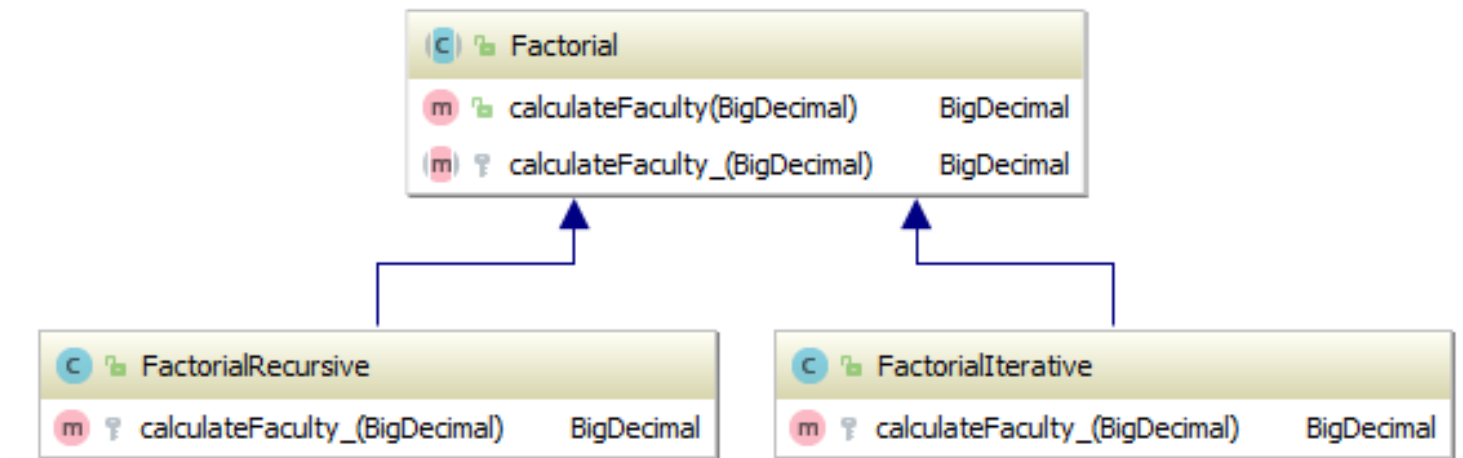 C Factorial
m calculateFaculty(BigDecimal) BigDecimal
m calculateFaculty_(BigDecimal) BigDecimal
C FactorialRecursive
m calculateFaculty_(BigDecimal) BigDecimal
C FactorialIterative
m calculateFaculty_(BigDecimal) BigDecimal